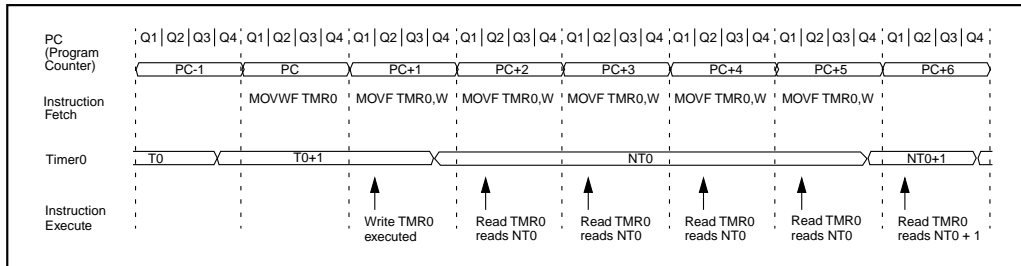 PC
(Program
Counter)
Q1 Q2 Q3 Q4 Q1 Q2 Q3 Q4 Q1 Q2 Q3 Q4 Q1 Q2 Q3 Q4 Q1 Q2 Q3 Q4 Q1 Q2 Q3 Q4 Q1 Q2 Q3 Q4 Q1 Q2 Q3 Q4
PC-1 PC PC+1 PC+2 PC+3 PC+4 PC+5 PC+6
Instruction
Fetch
MOVWF TMR0 MOVF TMR0,W MOVF TMR0,W MOVF TMR0,W MOVF TMR0,W MOVF TMR0,W
Timer0
T0 T0+1 NT0 NT0+1
Instruction
Execute
Write TMR0
executed
Read TMR0
reads NT0
Read TMR0
reads NT0
Read TMR0
reads NT0
Read TMR0
reads NT0
Read TMR0
reads NT0 + 1